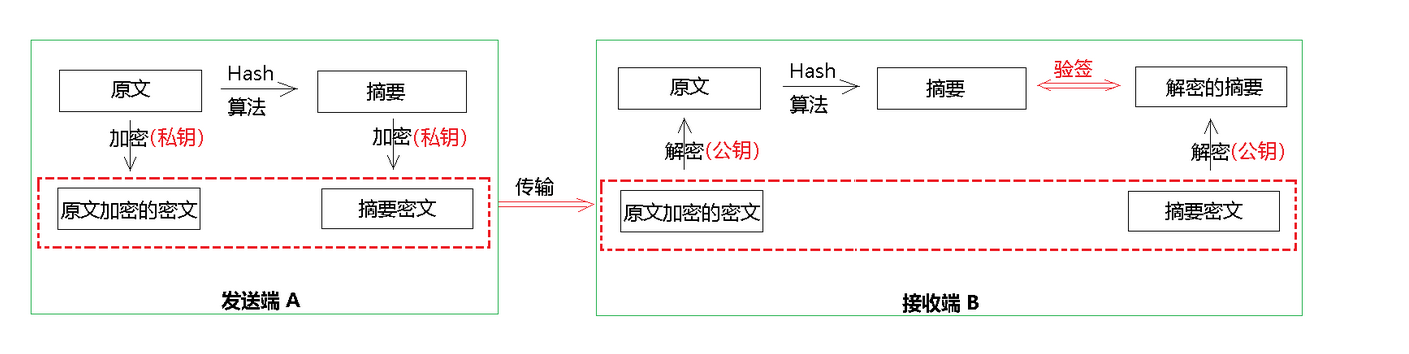 原文
Hash
算法
摘要
加密(私钥)
加密(私钥)
原文加密的密文
摘要密文
发送端 A
传输
原文
Hash
算法
摘要
验签
解密的摘要
解密(公钥)
解密(公钥)
原文加密的密文
摘要密文
接收端 B